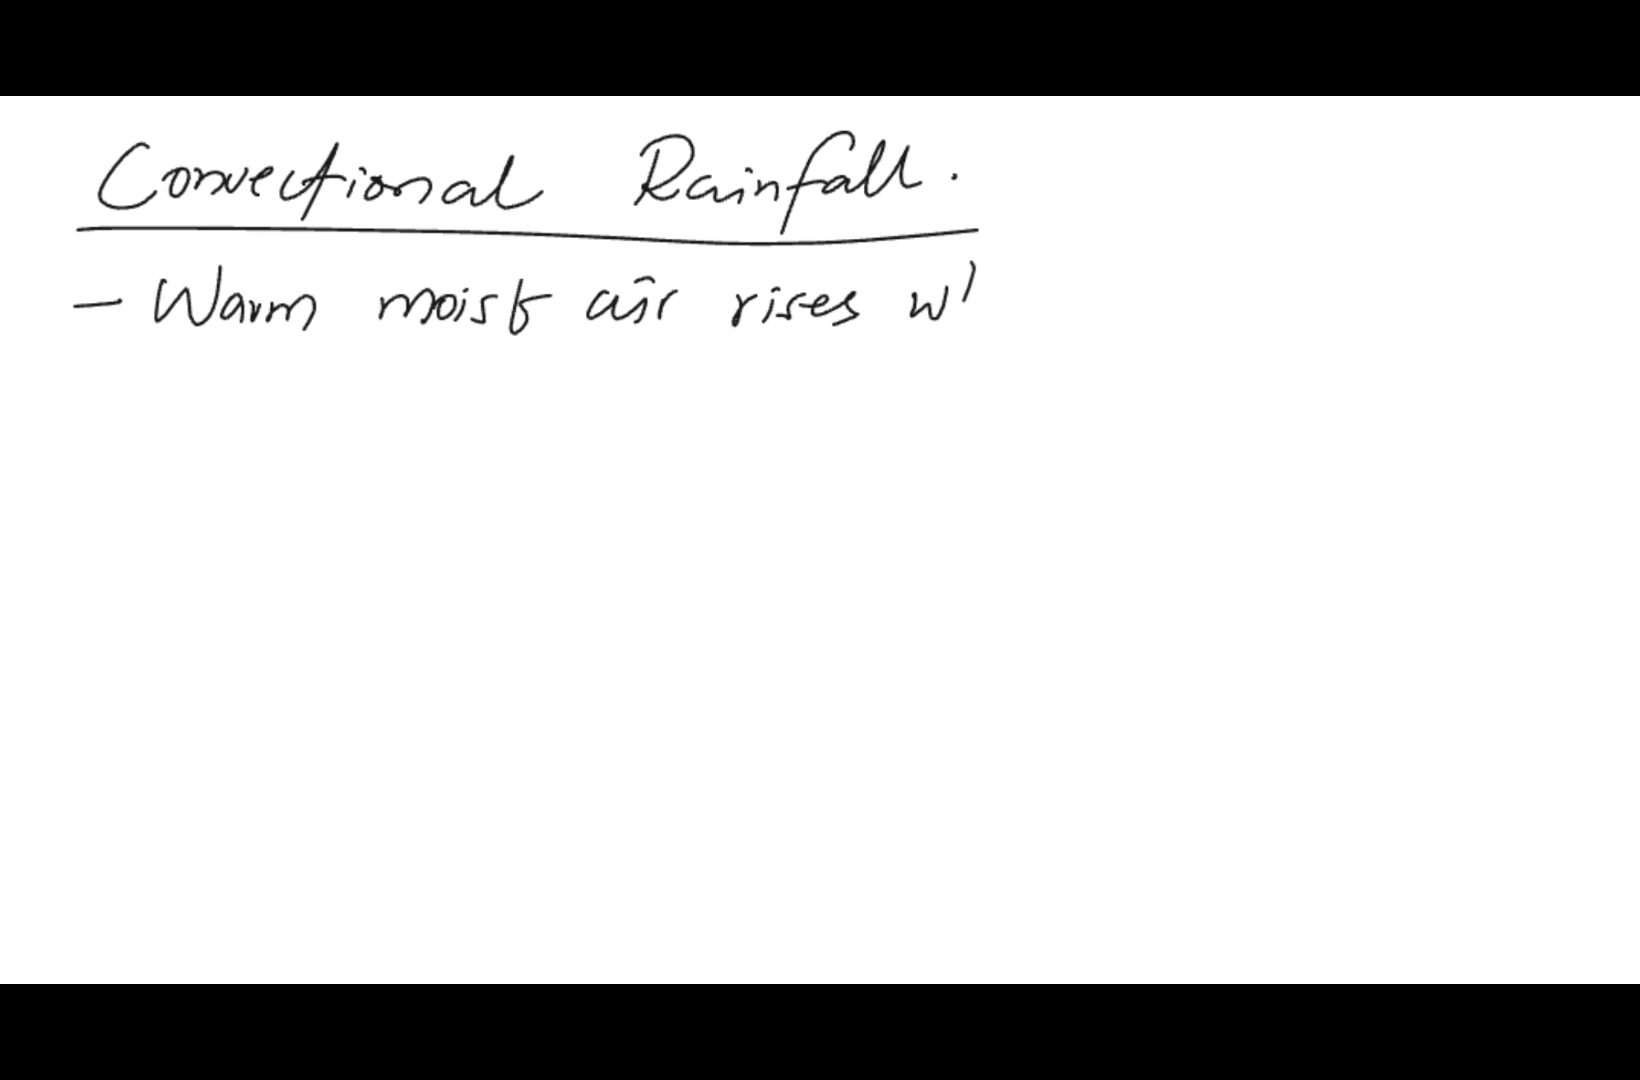 Convectional Rainfall.
- Warm moist air rises